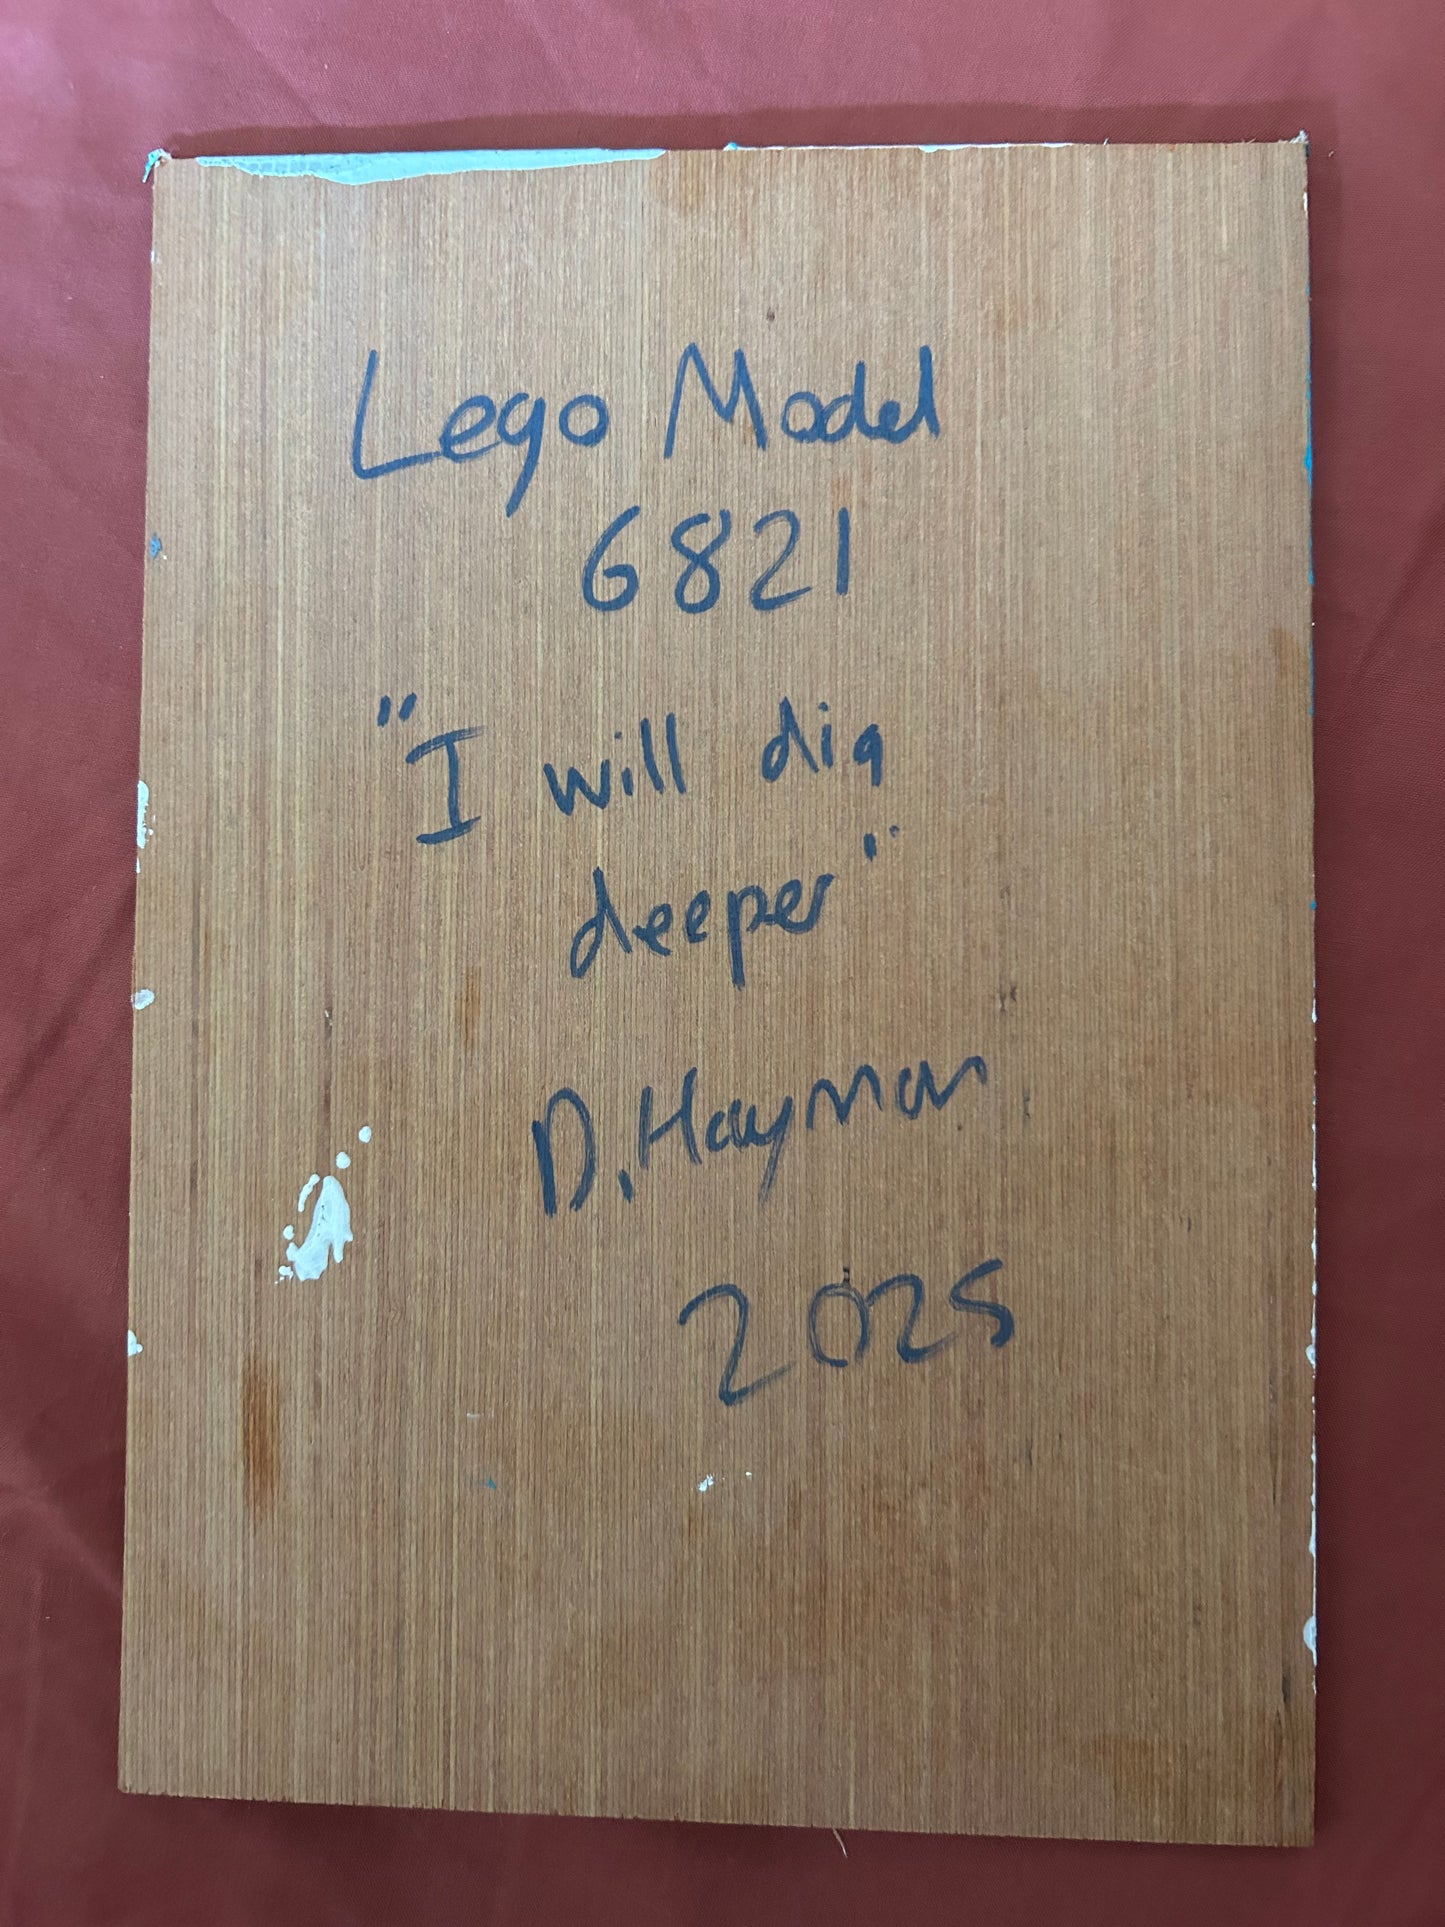 Lego Model
6821
"I will dig
deeper"
D. Hayman
2025